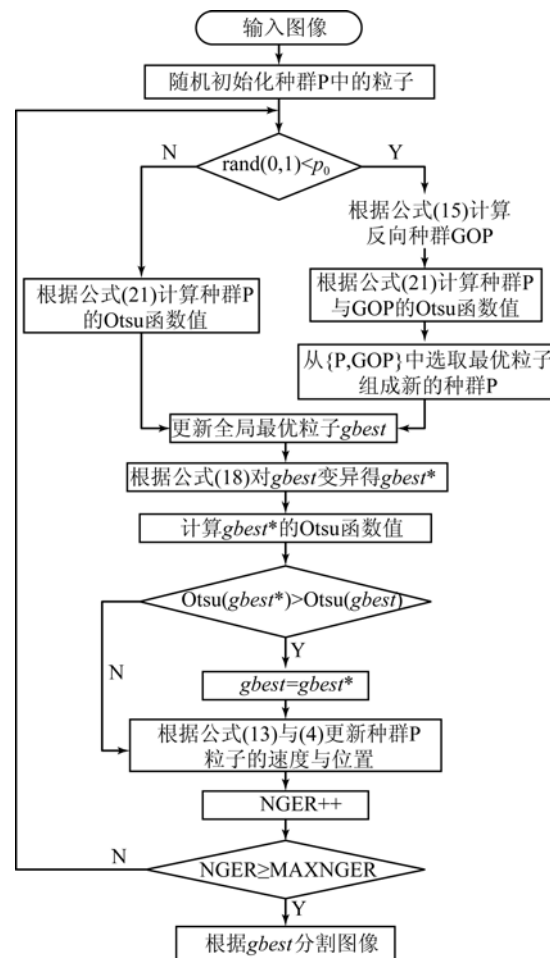 输入图像
随机初始化种群P中的粒子
N
rand(0,1)<p₀
Y
根据公式(15)计算
反向种群GOP
根据公式(21)计算种群P
的Otsu函数值
根据公式(21)计算种群P
与GOP的Otsu函数值
从{P,GOP}中选取最优粒子
组成新的种群P
更新全局最优粒子gbest
根据公式(18)对gbest变异得gbest*
计算gbest*的Otsu函数值
Otsu(gbest*)>Otsu(gbest)
Y
N
gbest=gbest*
根据公式(13)与(4)更新种群P
粒子的速度与位置
NGER++
N
NGER≥MAXNGER
Y
根据gbest分割图像